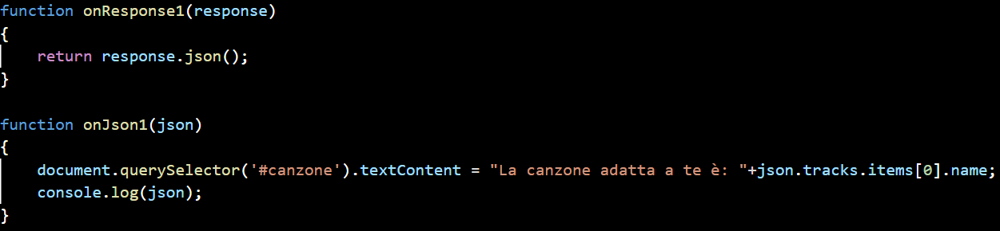 function onResponse1(response)
{
    return response.json();
}

function onJson1(json)
{
    document.querySelector('#canzone').textContent = "La canzone adatta a te è: "+json.tracks.items[0].name;
    console.log(json);
}